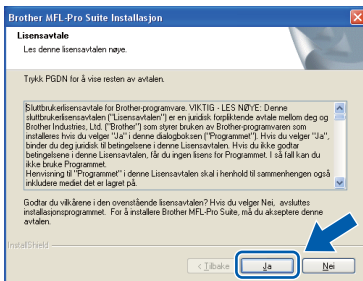 Brother MFL-Pro Suite Installasjon
Lisensavtale
Les denne lisensavtalen nøye.
Trykk PGDN for å vise resten av avtalen.
Sluttbrukerlisensavtale for Brother-programvare. VIKTIG - LES NØYE: Denne
sluttbrukerlisensavtalen ("Lisensavtalen") er en juridisk forpliktende avtale mellom deg og
Brother Industries, Ltd. ("Brother") som styrer bruken av Brother-programvaren som
installeres hvis du velger "Ja" i denne dialogboksen ("Programmet"). Hvis du velger "Ja",
binder du deg juridisk til betingelsene i denne Lisensavtalen. Hvis du ikke godtar
betingelsene i denne Lisensavtalen, får du ingen lisens for Programmet. I så fall kan du
ikke bruke Programmet.
Henvisning til "Programmet" i denne Lisensavtalen skal i henhold til sammenhengen også
inkludere mediet det er lagret på.
Godtar du vilkårene i den ovenstående lisensavtalen? Hvis du velger Nei, avsluttes
installasjonsprogrammet. For å installere Brother MFL-Pro Suite, må du akseptere denne
avtalen.
InstallShield
< Tilbake Ja Nei